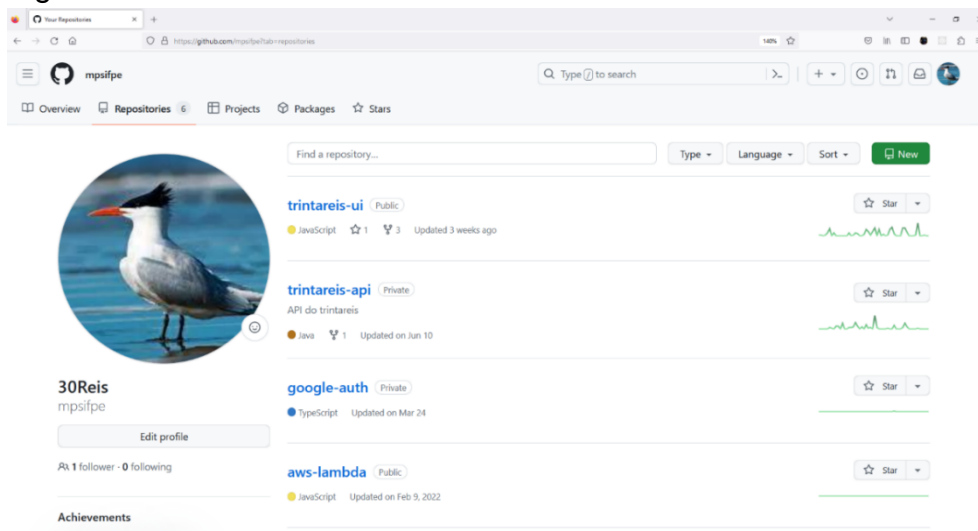 Your Repositories
https://github.com/mpsifpe?tab=repositories
140%
mpsifpe
Type / to search
Overview Repositories 6 Projects Packages Stars
Find a repository...
Type Language Sort New
trintareis-ui Public
Star
JavaScript 1 3 Updated 3 weeks ago
trintareis-api Private
Star
API do trintareis
Java 1 Updated on Jun 10
30Reis
mpsifpe
Edit profile
1 follower · 0 following
Achievements
google-auth Private
Star
TypeScript Updated on Mar 24
aws-lambda Public
Star
JavaScript Updated on Feb 9, 2022